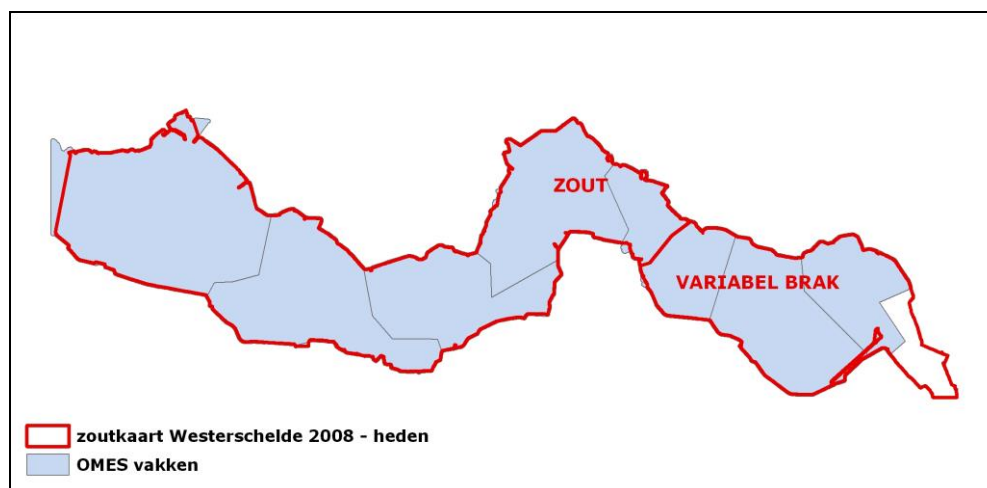 ZOUT
VARIABEL BRAK
zoutkaart Westerschelde 2008 - heden
OMES vakken